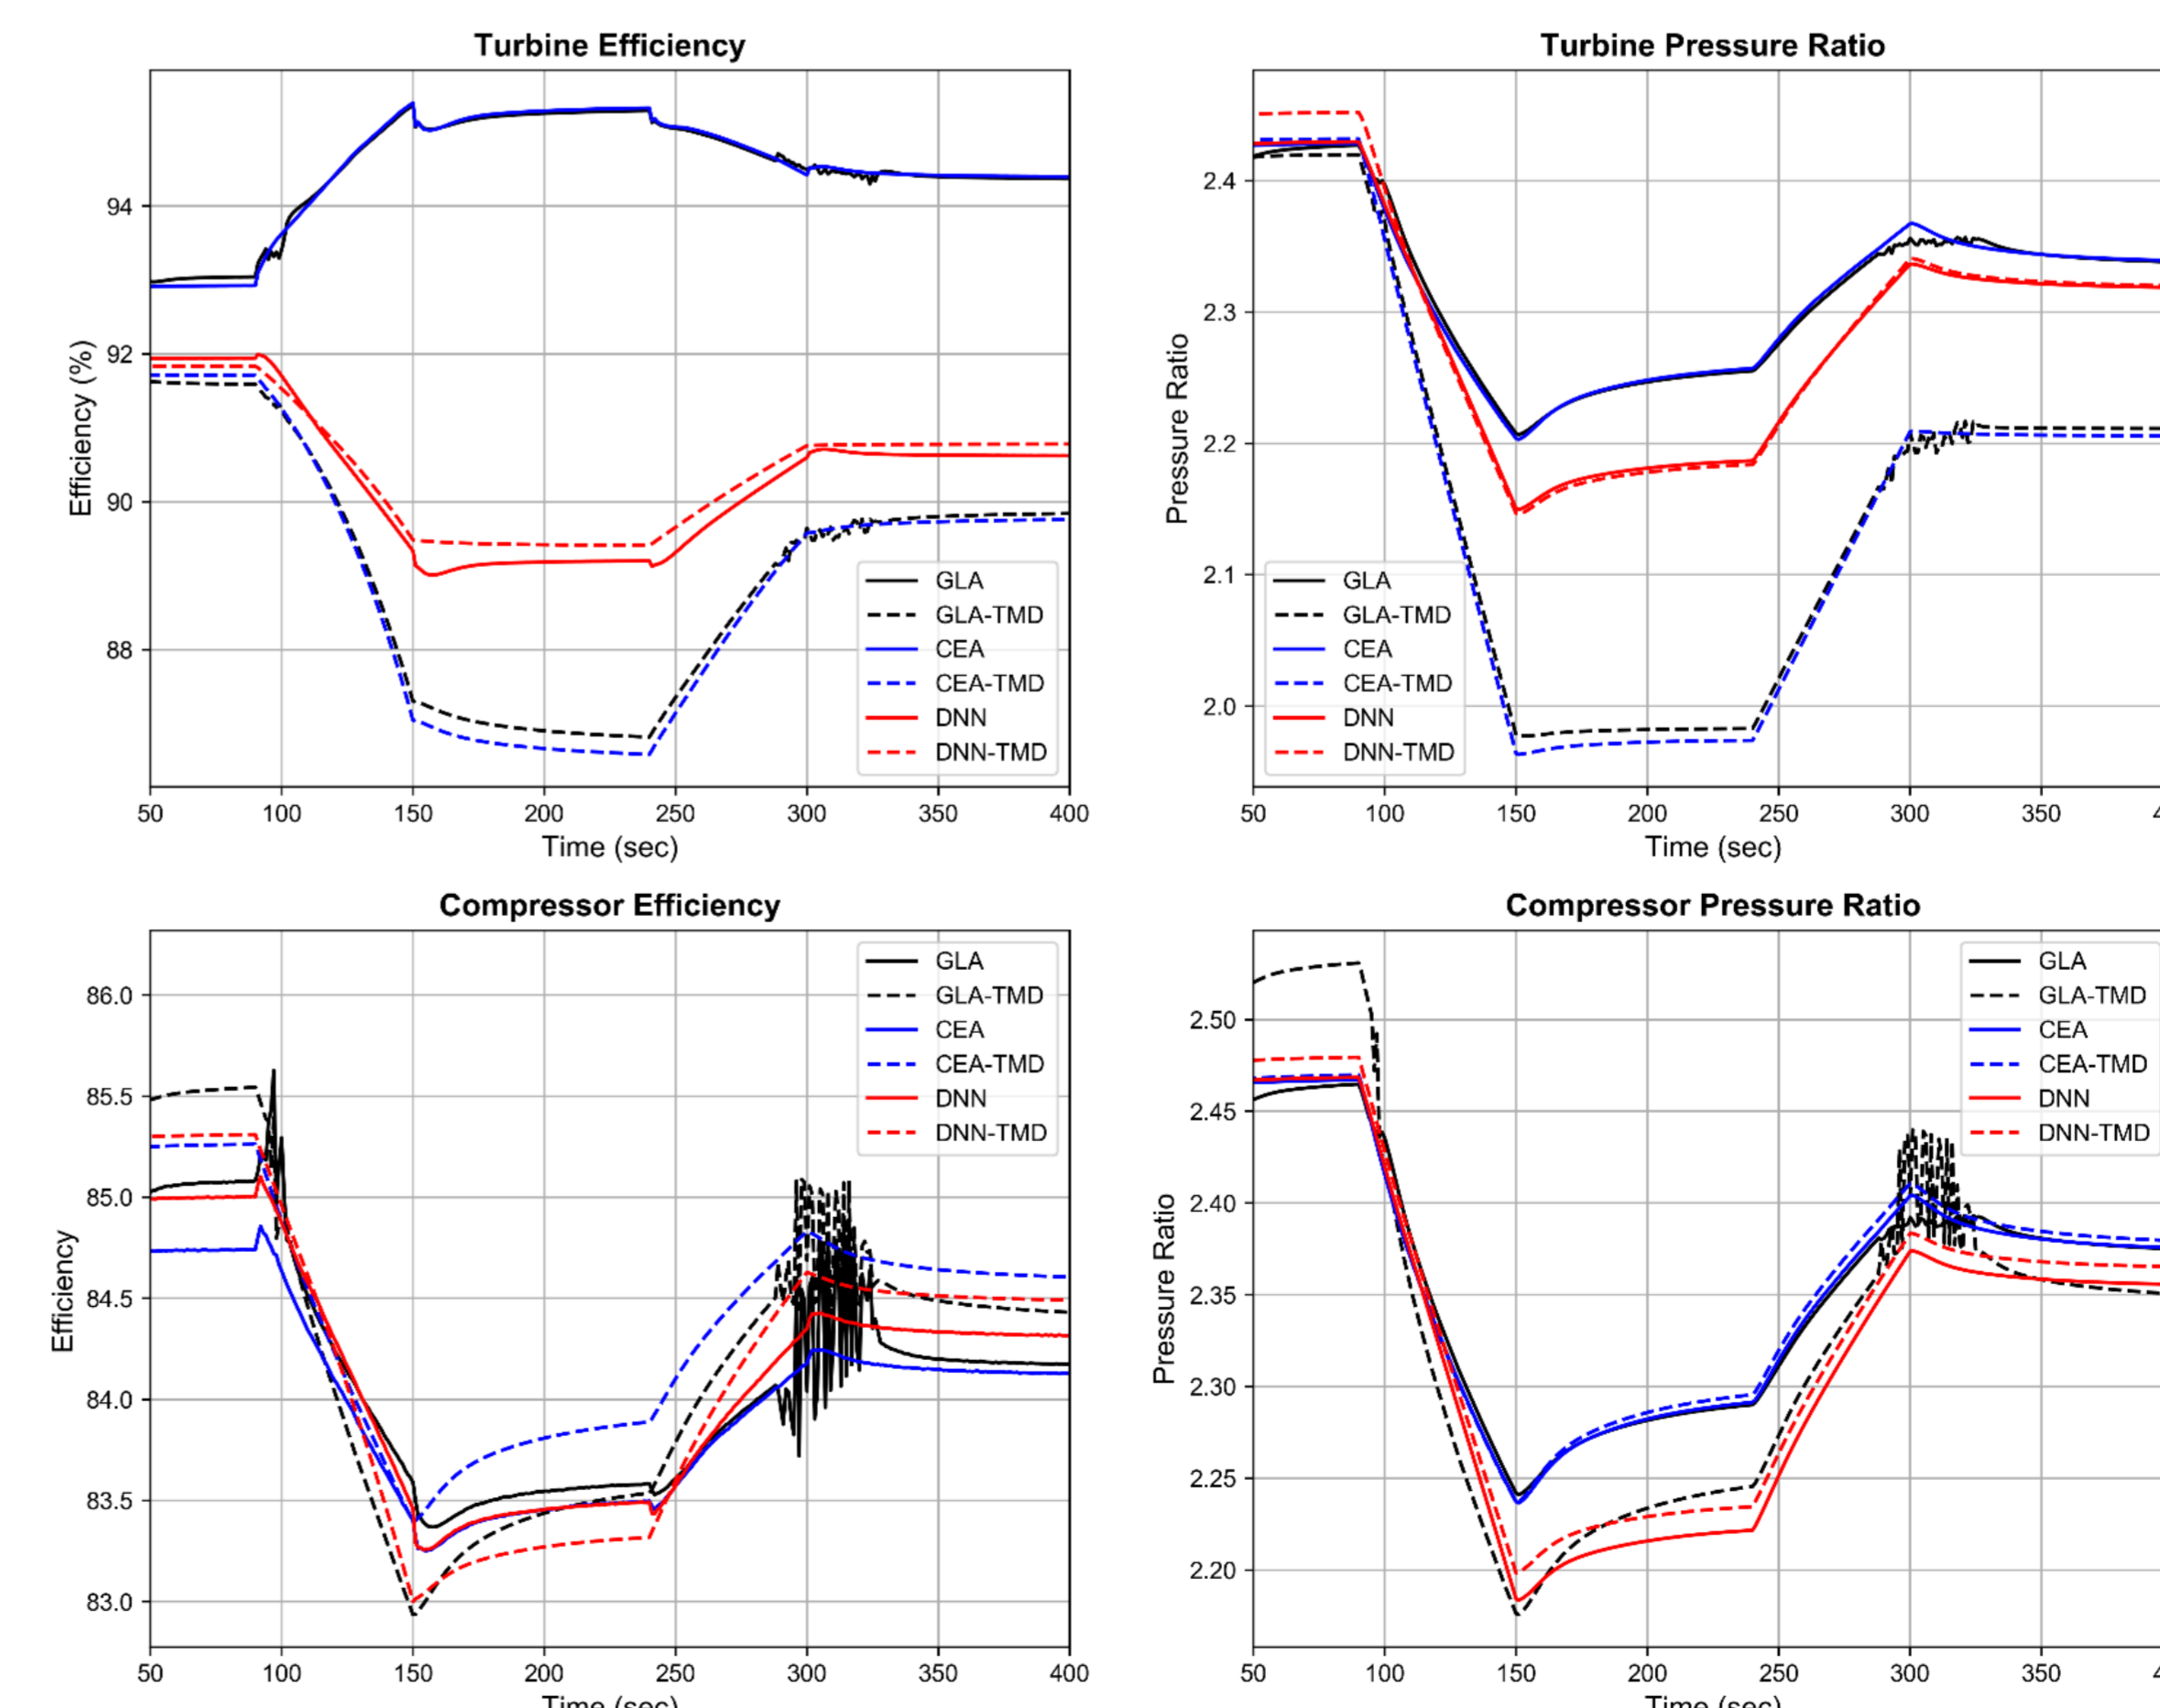 Turbine Efficiency
Efficiency (%)
94
92
90
88
GLA
GLA-TMD
CEA
CEA-TMD
DNN
DNN-TMD
50 100 150 200 250 300 350 400
Time (sec)
Turbine Pressure Ratio
Pressure Ratio
2.4
2.3
2.2
2.1
2.0
GLA
GLA-TMD
CEA
CEA-TMD
DNN
DNN-TMD
50 100 150 200 250 300 350 4
Time (sec)
Compressor Efficiency
Efficiency
86.0
85.5
85.0
84.5
84.0
83.5
83.0
GLA
GLA-TMD
CEA
CEA-TMD
DNN
DNN-TMD
50 100 150 200 250 300 350 400
Time (sec)
Compressor Pressure Ratio
Pressure Ratio
2.50
2.45
2.40
2.35
2.30
2.25
2.20
GLA
GLA-TMD
CEA
CEA-TMD
DNN
DNN-TMD
50 100 150 200 250 300 350 4
Time (sec)